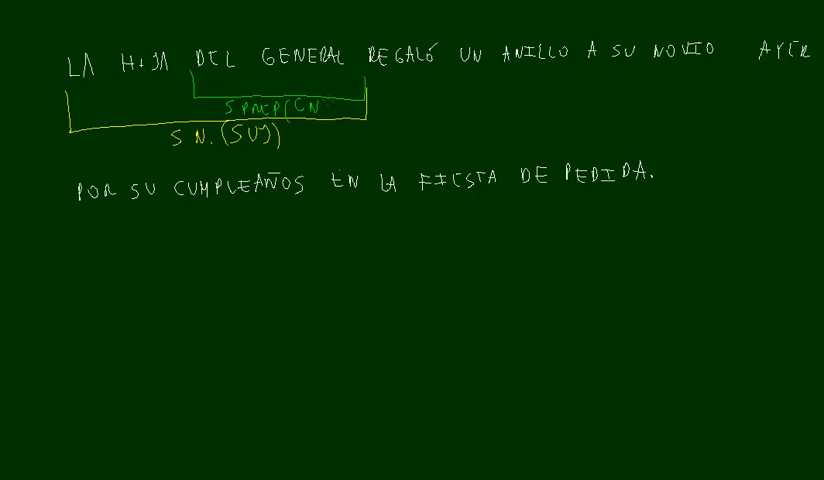 LA HIJA DEL GENERAL REGALÓ UN ANILLO A SU NOVIO AYER
S PREP (CN
S N. (SUJ)
POR SU CUMPLEAÑOS EN LA FIESTA DE PEDIDA.